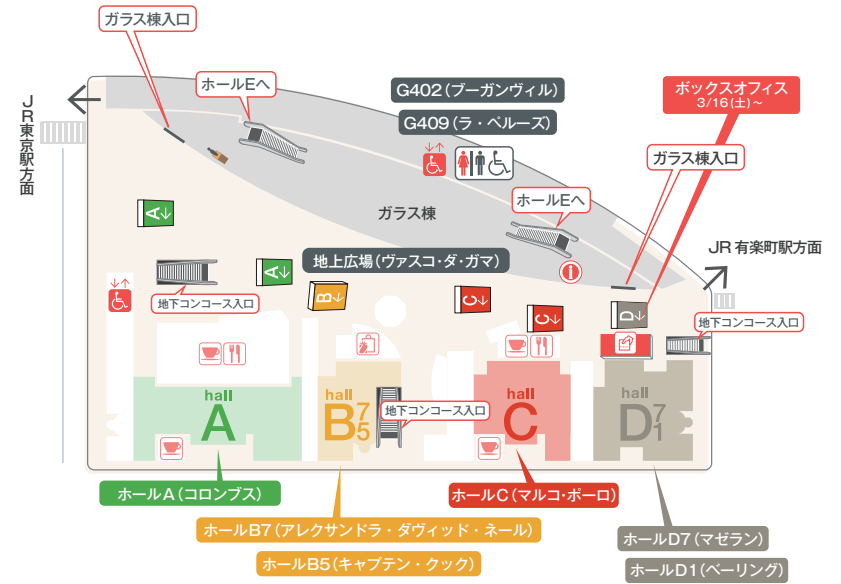 ガラス棟入口
ホールEへ
G402（ブーガンヴィル）
G409（ラ・ペルーズ）
ボックスオフィス
3/16(土)～
ガラス棟入口
JR東京駅方面
ホールEへ
ガラス棟
A
JR有楽町駅方面
地上広場（ヴァスコ・ダ・ガマ）
A
B
C
C
D
地下コンコース入口
地下コンコース入口
hall
A
hall
B7
5
地下コンコース入口
hall
C
hall
D7
1
ホールA（コロンブス）
ホールC（マルコ・ポーロ）
ホールB7（アレクサンドラ・ダヴィッド・ネール）
ホールD7（マゼラン）
ホールB5（キャプテン・クック）
ホールD1（ベーリング）